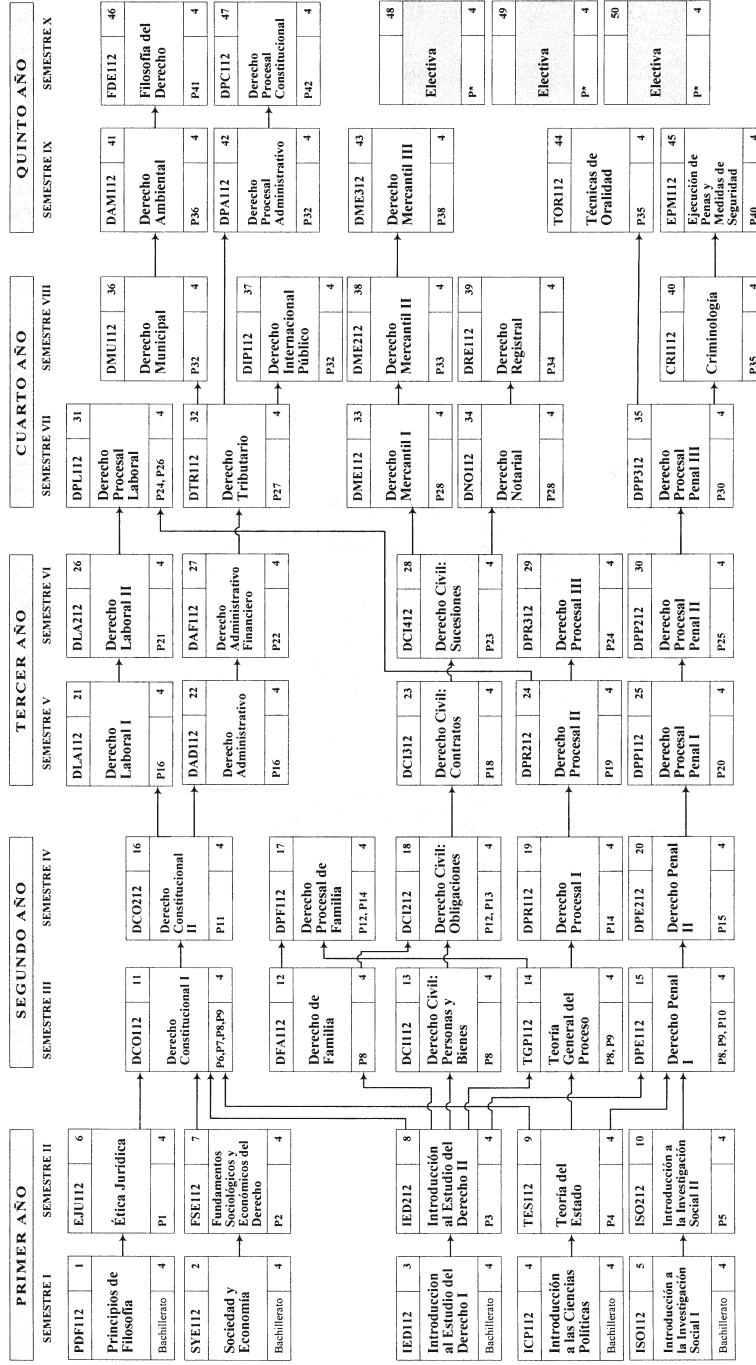 PRIMER AÑO
SEMESTRE I
PDF112 1
Principios de
Filosofía
Bachillerato 4
SYE112 2
Sociedad y
Economía
Bachillerato 4
IED112 3
Introduccion
al Estudio del
Derecho I
Bachillerato 4
ICP112 4
Introducción
a las Ciencias
Políticas
Bachillerato 4
ISO112 5
Introducción a
la Investigación
Social I
Bachillerato 4
SEMESTRE II
EJU112 6
Ética Jurídica
P1 4
FSE112 7
Fundamentos
Sociológicos y
Económicos del
Derecho
P2 4
IED212 8
Introducción
al Estudio del
Derecho II
P3 4
TES112 9
Teoría del
Estado
P4 4
ISO212 10
Introducción a
la Investigación
Social II
P5 4
SEGUNDO AÑO
SEMESTRE III
DCO112 11
Derecho
Constitucional I
P6,P7,P8,P9 4
DFA112 12
Derecho de
Familia
P8 4
DCI112 13
Derecho Civil:
Personas y
Bienes
P8 4
TGP112 14
Teoría
General del
Proceso
P8, P9 4
DPE112 15
Derecho Penal
I
P8, P9, P10 4
SEMESTRE IV
DCO212 16
Derecho
Constitucional
II
P11 4
DPF112 17
Derecho
Procesal de
Familia
P12, P14 4
DCI212 18
Derecho Civil:
Obligaciones
P12, P13 4
DPR112 19
Derecho
Procesal I
P14 4
DPE212 20
Derecho Penal
II
P15 4
TERCER AÑO
SEMESTRE V
DLA112 21
Derecho
Laboral I
P16 4
DAD112 22
Derecho
Administrativo
P16 4
DCI312 23
Derecho Civil:
Contratos
P18 4
DPR212 24
Derecho
Procesal II
P19 4
DPP112 25
Derecho
Procesal
Penal I
P20 4
SEMESTRE VI
DLA212 26
Derecho
Laboral II
P21 4
DAF112 27
Derecho
Administrativo
Financiero
P22 4
DCI412 28
Derecho Civil:
Sucesiones
P23 4
DPR312 29
Derecho
Procesal III
P24 4
DPP212 30
Derecho
Procesal
Penal II
P25 4
CUARTO AÑO
SEMESTRE VII
DPL112 31
Derecho
Procesal
Laboral
P24, P26 4
DTR112 32
Derecho
Tributario
P27 4
DME112 33
Derecho
Mercantil I
P28 4
DNO112 34
Derecho
Notarial
P28 4
DPP312 35
Derecho
Procesal
Penal III
P30 4
SEMESTRE VIII
DMU112 36
Derecho
Municipal
P32 4
DIP112 37
Derecho
Internacional
Público
P32 4
DME212 38
Derecho
Mercantil II
P33 4
DRE112 39
Derecho
Registral
P34 4
CRI112 40
Criminología
P35 4
QUINTO AÑO
SEMESTRE IX
DAM112 41
Derecho
Ambiental
P36 4
DPA112 42
Derecho
Procesal
Administrativo
P32 4
DME312 43
Derecho
Mercantil III
P38 4
TOR112 44
Técnicas de
Oralidad
P35 4
EPM112 45
Ejecución de
Penas y
Medidas de
Seguridad
P40 4
SEMESTRE X
FDE112 46
Filosofía del
Derecho
P41 4
DPC112 47
Derecho
Procesal
Constitucional
P42 4
48
Electiva
P* 4
49
Electiva
P* 4
50
Electiva
P* 4